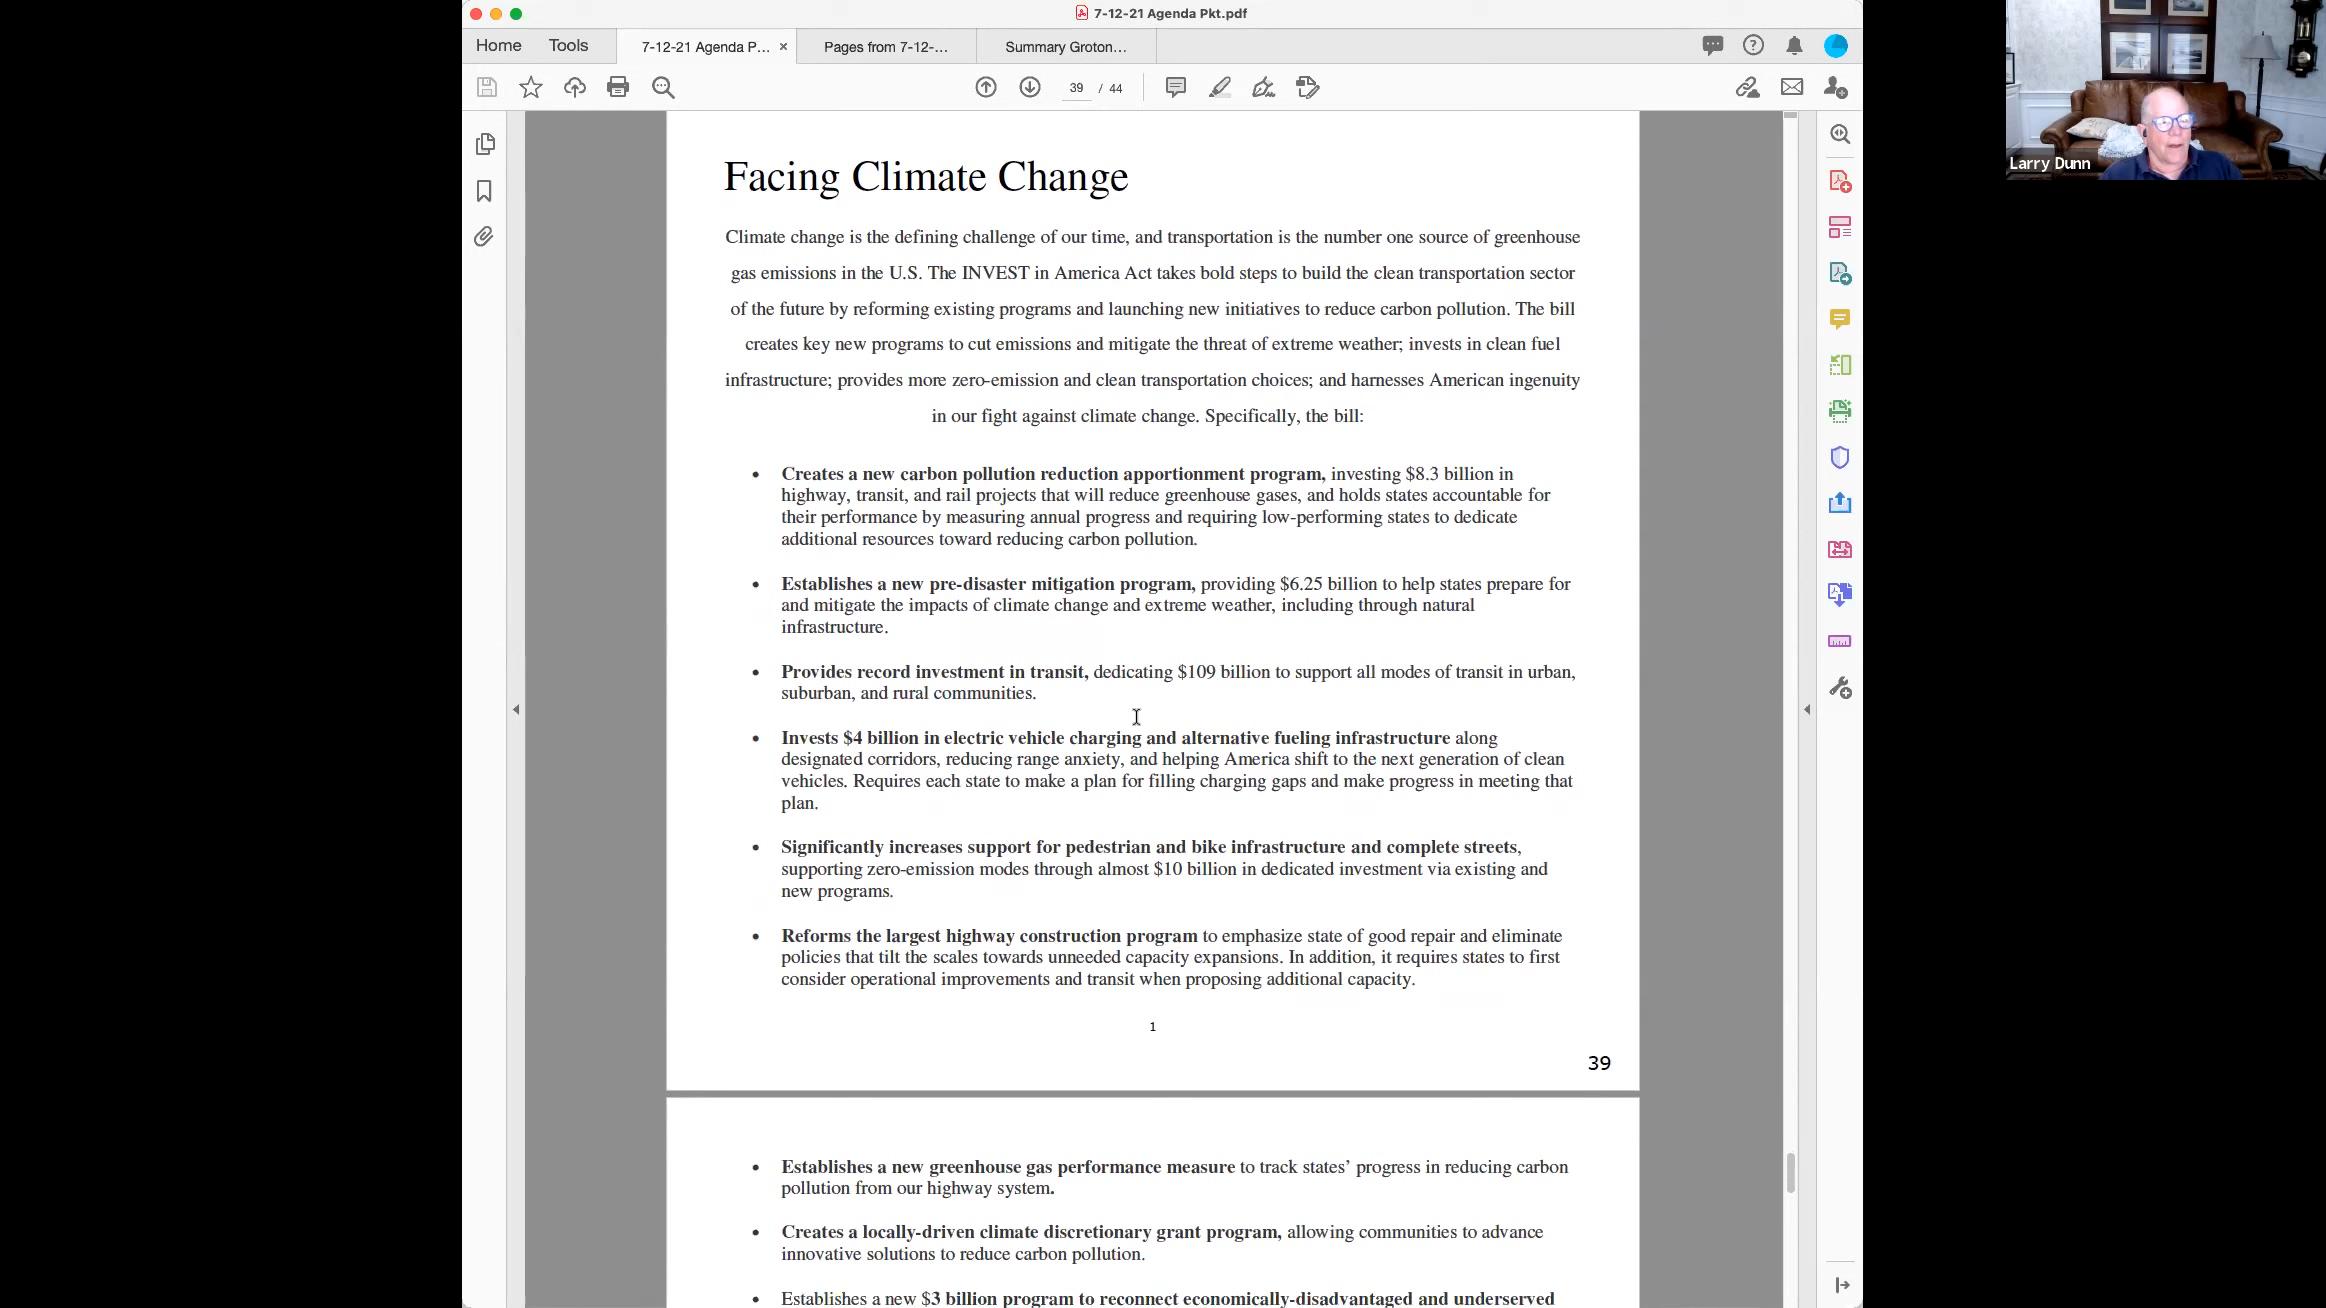 7-12-21 Agenda Pkt.pdf
Home
Tools
7-12-21 Agenda P... ×
Pages from 7-12-...
Summary Groton...
39 / 44
Larry Dunn
Facing Climate Change
Climate change is the defining challenge of our time, and transportation is the number one source of greenhouse
gas emissions in the U.S. The INVEST in America Act takes bold steps to build the clean transportation sector
of the future by reforming existing programs and launching new initiatives to reduce carbon pollution. The bill
creates key new programs to cut emissions and mitigate the threat of extreme weather; invests in clean fuel
infrastructure; provides more zero-emission and clean transportation choices; and harnesses American ingenuity
in our fight against climate change. Specifically, the bill:
• Creates a new carbon pollution reduction apportionment program, investing $8.3 billion in
highway, transit, and rail projects that will reduce greenhouse gases, and holds states accountable for
their performance by measuring annual progress and requiring low-performing states to dedicate
additional resources toward reducing carbon pollution.
• Establishes a new pre-disaster mitigation program, providing $6.25 billion to help states prepare for
and mitigate the impacts of climate change and extreme weather, including through natural
infrastructure.
• Provides record investment in transit, dedicating $109 billion to support all modes of transit in urban,
suburban, and rural communities.
• Invests $4 billion in electric vehicle charging and alternative fueling infrastructure along
designated corridors, reducing range anxiety, and helping America shift to the next generation of clean
vehicles. Requires each state to make a plan for filling charging gaps and make progress in meeting that
plan.
• Significantly increases support for pedestrian and bike infrastructure and complete streets,
supporting zero-emission modes through almost $10 billion in dedicated investment via existing and
new programs.
• Reforms the largest highway construction program to emphasize state of good repair and eliminate
policies that tilt the scales towards unneeded capacity expansions. In addition, it requires states to first
consider operational improvements and transit when proposing additional capacity.
1
39
• Establishes a new greenhouse gas performance measure to track states’ progress in reducing carbon
pollution from our highway system.
• Creates a locally-driven climate discretionary grant program, allowing communities to advance
innovative solutions to reduce carbon pollution.
• Establishes a new $3 billion program to reconnect economically-disadvantaged and underserved